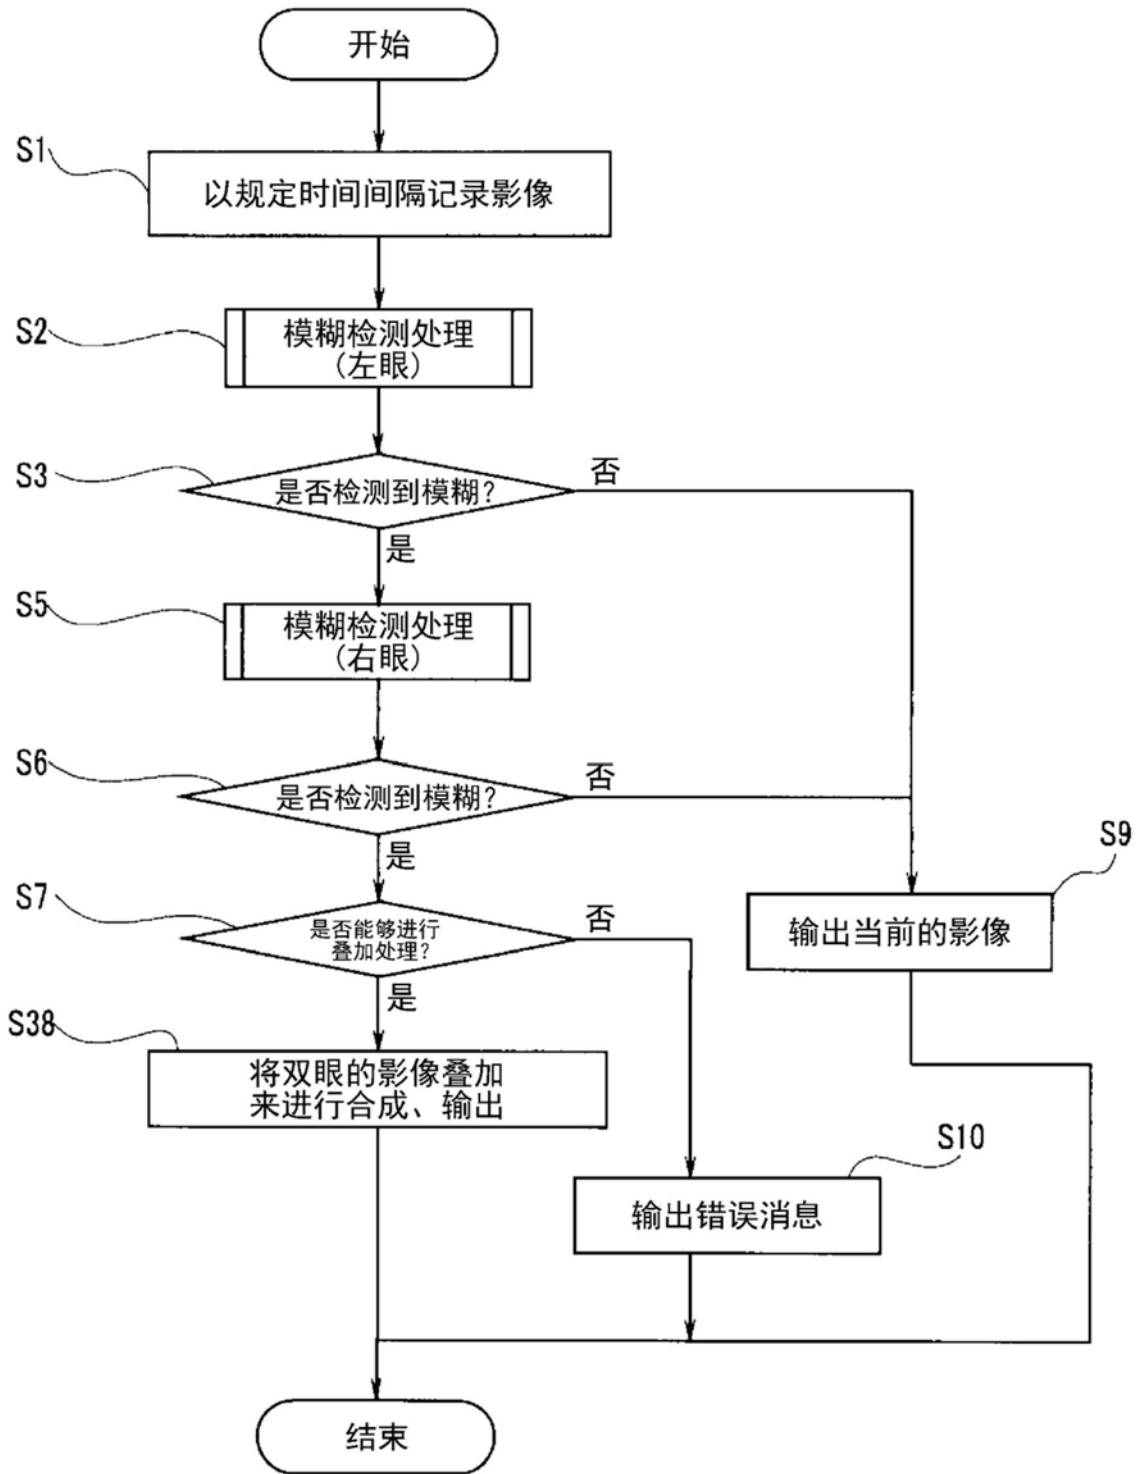 开始
S1
以规定时间间隔记录影像
S2
模糊检测处理
(左眼)
S3
是否检测到模糊?
否
是
S5
模糊检测处理
(右眼)
S6
是否检测到模糊?
否
是
S9
输出当前的影像
S7
是否能够进行
叠加处理?
否
是
S38
将双眼的影像叠加
来进行合成、输出
S10
输出错误消息
结束